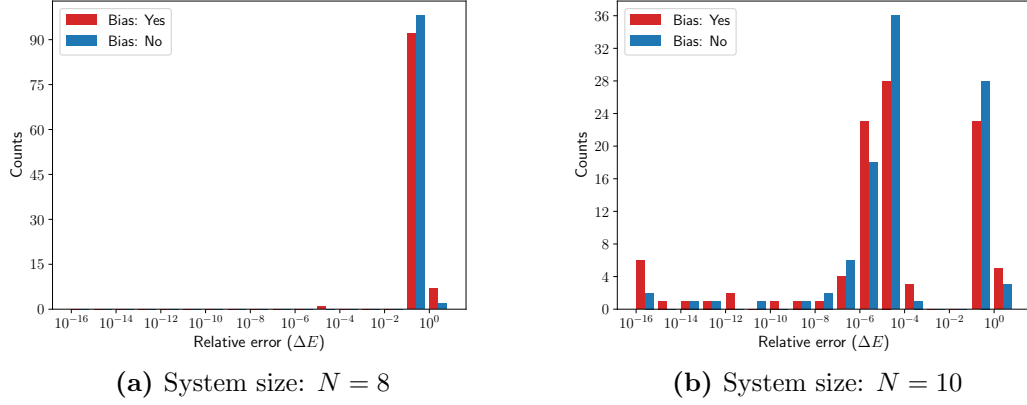 Bias: Yes
Bias: No
90
75
60
45
30
15
0
Counts
10^{-16} 10^{-14} 10^{-12} 10^{-10} 10^{-8} 10^{-6} 10^{-4} 10^{-2} 10^{0}
Relative error (ΔE)
(a) System size: N = 8
Bias: Yes
Bias: No
36
32
28
24
20
16
12
8
4
0
Counts
10^{-16} 10^{-14} 10^{-12} 10^{-10} 10^{-8} 10^{-6} 10^{-4} 10^{-2} 10^{0}
Relative error (ΔE)
(b) System size: N = 10